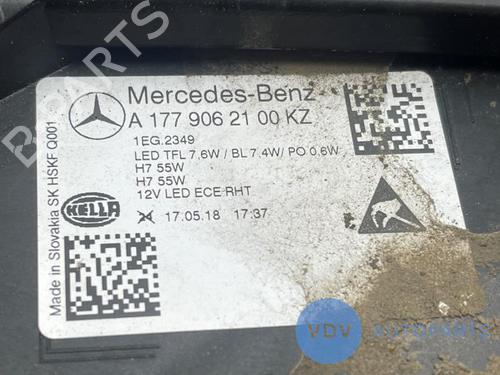 Mercedes-Benz
A 177 906 21 00 KZ
1EG.2349
LED TFL 7,6W / BL 7.4W/ PO 0.6W
H7 55W
H7 55W
12V LED ECE RHT
24 17.05.18 17:37
HELLA
Made in Slovakia SK HSKF Q001
B PARTS
VDV AUTOPARTS